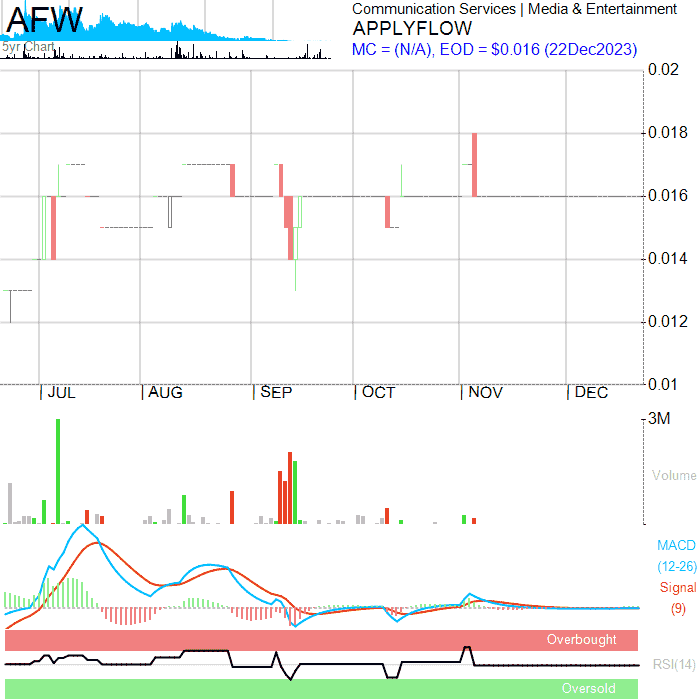 AFW
5yr Chart
Communication Services | Media & Entertainment
APPLYFLOW
MC = (N/A), EOD = $0.016 (22Dec2023)
0.02
0.018
0.016
0.014
0.012
0.01
JUL AUG SEP OCT NOV DEC
3M
Volume
MACD
(12-26)
Signal
(9)
Overbought
RSI(14)
Oversold